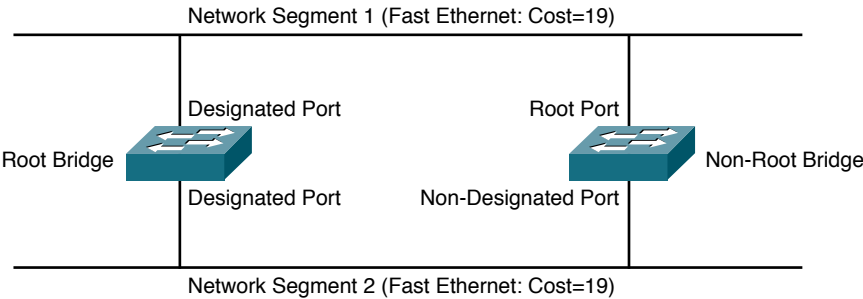 Network Segment 1 (Fast Ethernet: Cost=19)
Designated Port
Root Port
Root Bridge
Non-Root Bridge
Designated Port
Non-Designated Port
Network Segment 2 (Fast Ethernet: Cost=19)